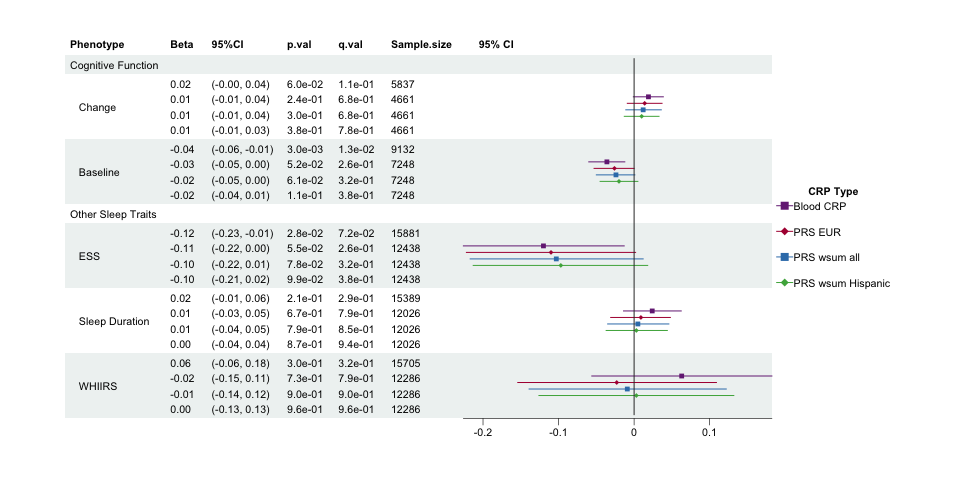 Phenotype Beta 95%CI p.val q.val Sample.size 95% CI
Cognitive Function
0.02 (-0.00, 0.04) 6.0e-02 1.1e-01 5837
0.01 (-0.01, 0.04) 2.4e-01 6.8e-01 4661
Change
0.01 (-0.01, 0.04) 3.0e-01 6.8e-01 4661
0.01 (-0.01, 0.03) 3.8e-01 7.8e-01 4661
-0.04 (-0.06, -0.01) 3.0e-03 1.3e-02 9132
-0.03 (-0.05, 0.00) 5.2e-02 2.6e-01 7248
Baseline
-0.02 (-0.05, 0.00) 6.1e-02 3.2e-01 7248
-0.02 (-0.04, 0.01) 1.1e-01 3.8e-01 7248
Other Sleep Traits
-0.12 (-0.23, -0.01) 2.8e-02 7.2e-02 15881
-0.11 (-0.22, 0.00) 5.5e-02 2.6e-01 12438
ESS
-0.10 (-0.22, 0.01) 7.8e-02 3.2e-01 12438
-0.10 (-0.21, 0.02) 9.9e-02 3.8e-01 12438
0.02 (-0.01, 0.06) 2.1e-01 2.9e-01 15389
0.01 (-0.03, 0.05) 6.7e-01 7.9e-01 12026
Sleep Duration
0.01 (-0.04, 0.05) 7.9e-01 8.5e-01 12026
0.00 (-0.04, 0.04) 8.7e-01 9.4e-01 12026
0.06 (-0.06, 0.18) 3.0e-01 3.2e-01 15705
-0.02 (-0.15, 0.11) 7.3e-01 7.9e-01 12286
WHIIRS
-0.01 (-0.14, 0.12) 9.0e-01 9.0e-01 12286
0.00 (-0.13, 0.13) 9.6e-01 9.6e-01 12286
-0.2 -0.1 0 0.1
CRP Type
Blood CRP
PRS EUR
PRS wsum all
PRS wsum Hispanic